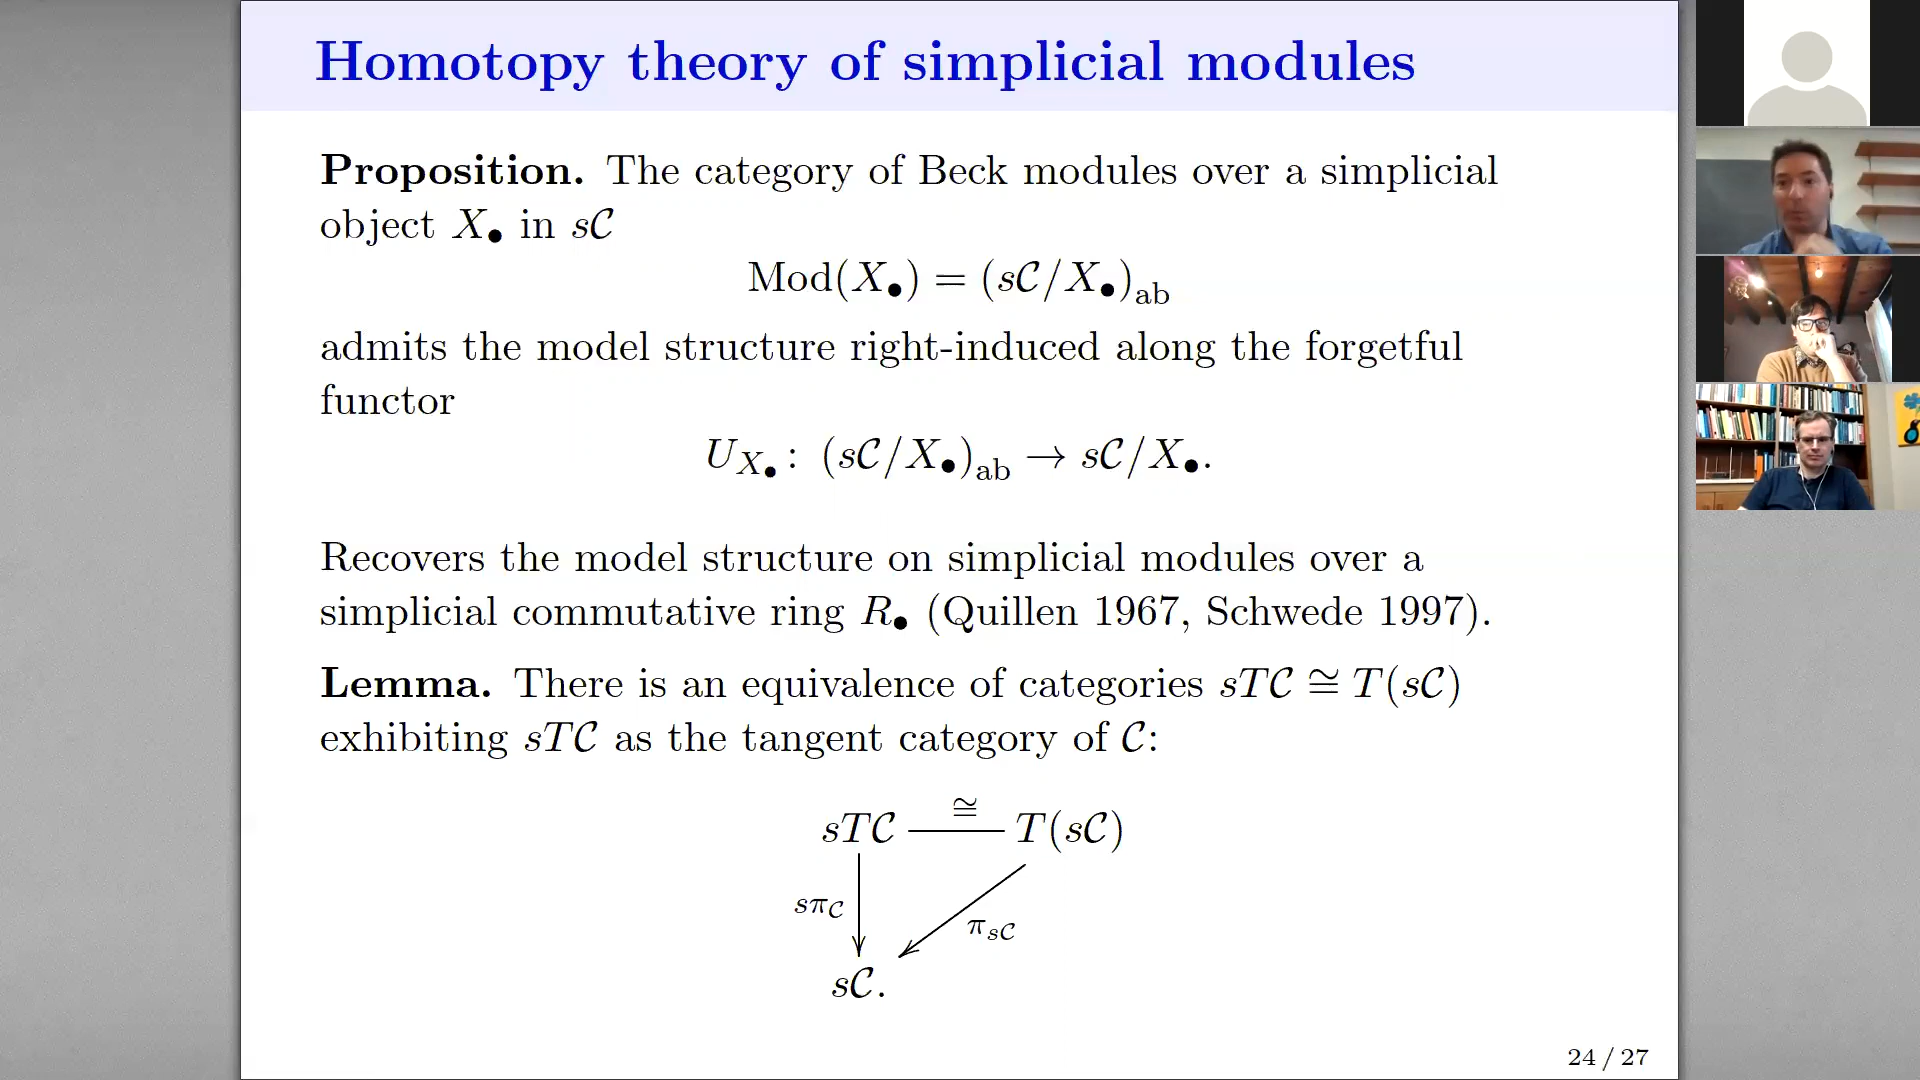 Homotopy theory of simplicial modules
Proposition. The category of Beck modules over a simplicial
object X● in s𝒞
Mod(X●) = (s𝒞/X●)ab
admits the model structure right-induced along the forgetful
functor
U_X● : (s𝒞/X●)ab → s𝒞/X●.
Recovers the model structure on simplicial modules over a
simplicial commutative ring R● (Quillen 1967, Schwede 1997).
Lemma. There is an equivalence of categories sT𝒞 ≅ T(s𝒞)
exhibiting sT𝒞 as the tangent category of 𝒞:
≅
sT𝒞 T(s𝒞)
sπ𝒞
πs𝒞
s𝒞.
24 / 27